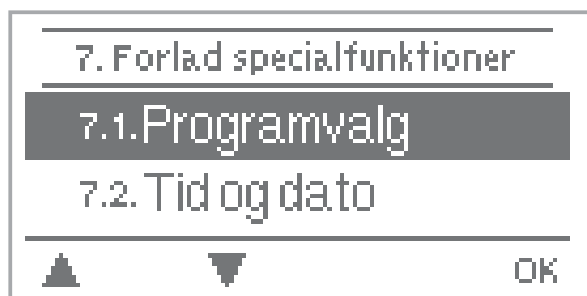 7. Forlad specialfunktioner
7.1.Programvalg
7.2. Tid og dato
OK